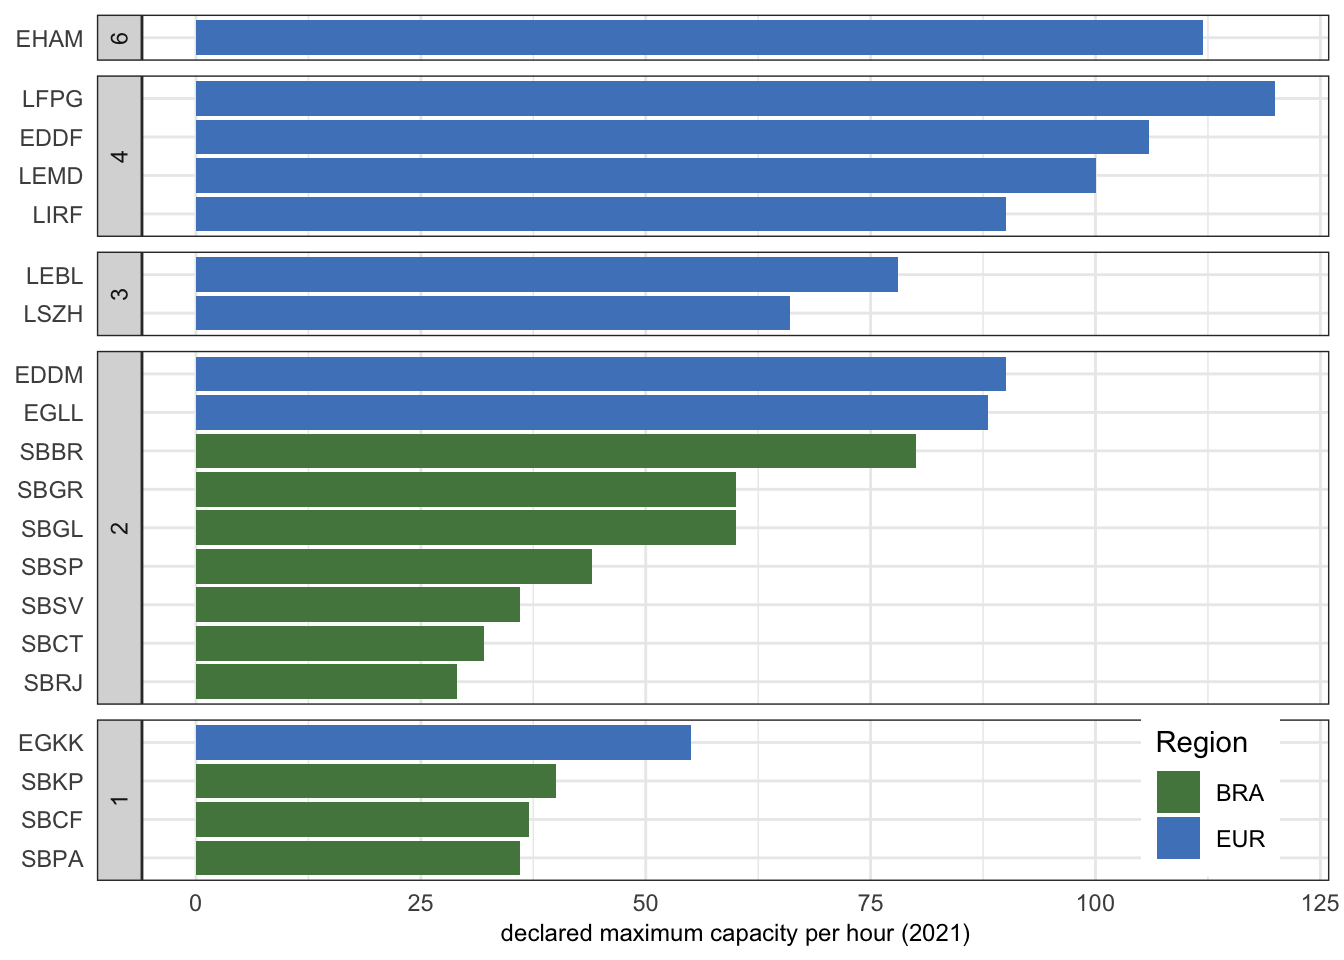 EHAM
6
LFPG
EDDF
LEMD
LIRF
4
LEBL
LSZH
3
EDDM
EGLL
SBBR
SBGR
SBGL
SBSP
SBSV
SBCT
SBRJ
2
EGKK
SBKP
SBCF
SBPA
1
Region
BRA
EUR
0 25 50 75 100 125
declared maximum capacity per hour (2021)